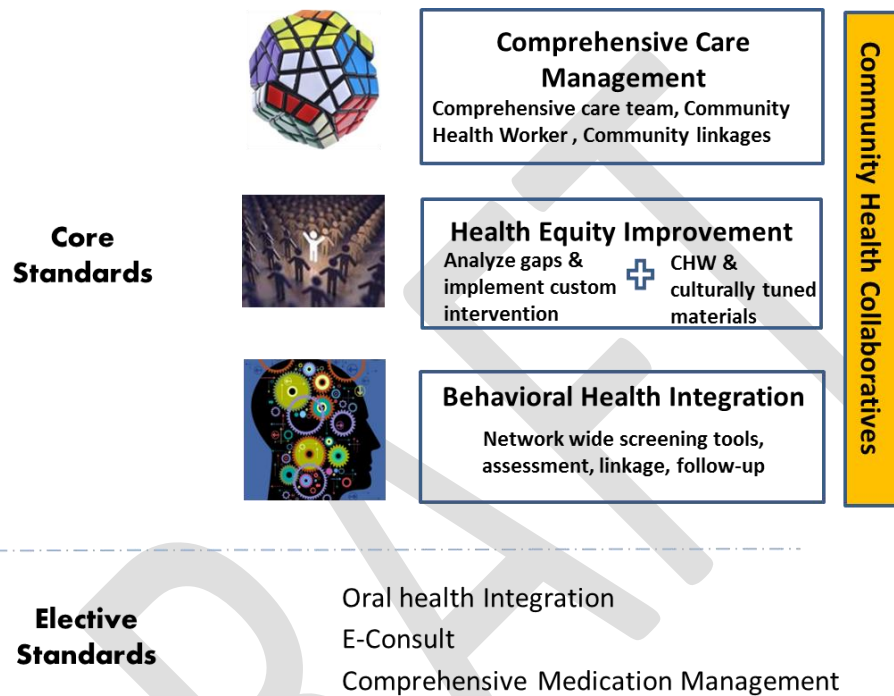 Comprehensive Care
Management
Comprehensive care team, Community
Health Worker , Community linkages
Core
Standards
Health Equity Improvement
Analyze gaps &
implement custom
intervention
CHW &
culturally tuned
materials
Behavioral Health Integration
Network wide screening tools,
assessment, linkage, follow-up
Community Health Collaboratives
Elective
Standards
Oral health Integration
E-Consult
Comprehensive Medication Management
DRAFT